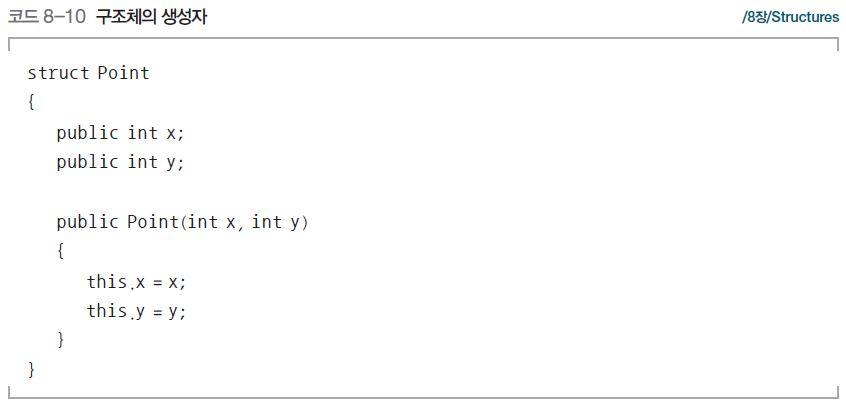 코드 8-10 구조체의 생성자 /8장/Structures
struct Point
{
public int x;
public int y;
public Point(int x, int y)
{
this.x = x;
this.y = y;
}
}